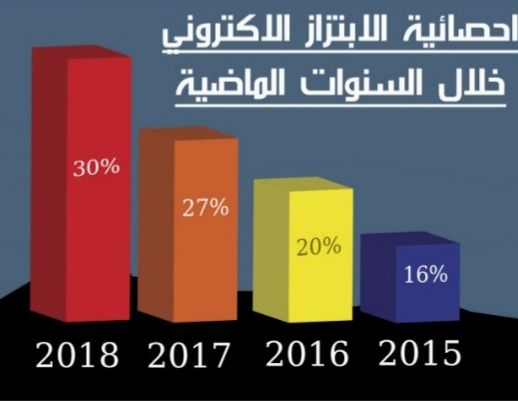 احصائية الابتزاز الاكتروني
خلال السنوات الماضية
30%
27%
20%
16%
2018 2017 2016 2015